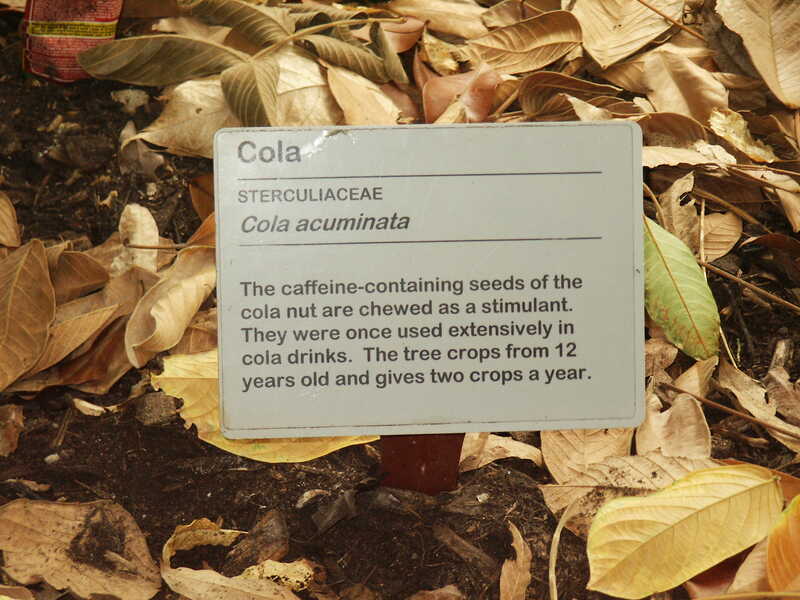 Cola
STERCULIACEAE
Cola acuminata
The caffeine-containing seeds of the
cola nut are chewed as a stimulant.
They were once used extensively in
cola drinks. The tree crops from 12
years old and gives two crops a year.